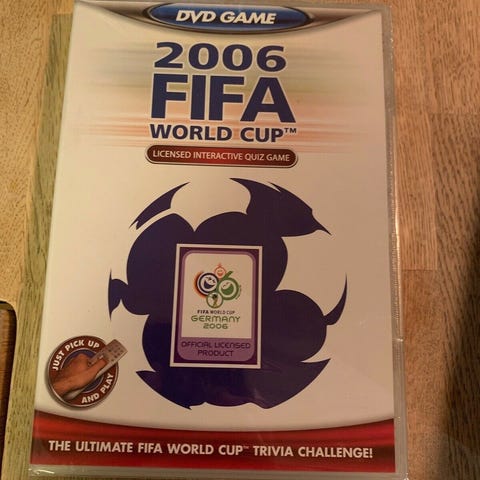 DVD GAME
2006
FIFA
WORLD CUP™
LICENSED INTERACTIVE QUIZ GAME
FIFA WORLD CUP
GERMANY
2006
OFFICIAL LICENSED
PRODUCT
JUST PICK UP
AND PLAY
THE ULTIMATE FIFA WORLD CUP™ TRIVIA CHALLENGE!